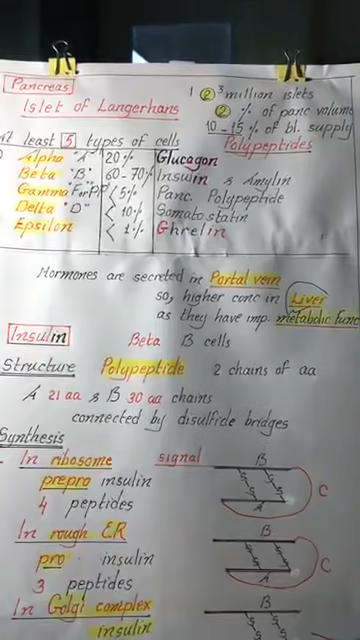 Pancreas
Islet of Langerhans
1 2 3 million islets
2 % of panc volume
10 - 15 % of bl. supply
At least 5 types of cells
Polypeptides
Alpha "A" 20 % Glucagon
Beta "B" 60 - 70% Insulin & Amylin
Gamma "F or PP" < 5% Panc. Polypeptide
Delta "D" < 10% Somatostatin
Epsilon < 1% Ghrelin
Hormones are secreted in Portal vein
so, higher conc in Liver
as they have imp. metabolic Func
Insulin Beta B cells
Structure Polypeptide 2 chains of aa
A 21 aa & B 30 aa chains
connected by disulfide bridges
Synthesis
- In ribosome signal B
prepro insulin C
4 peptides A
In rough ER B
pro insulin C
3 peptides A
In Golgi complex B
insulin